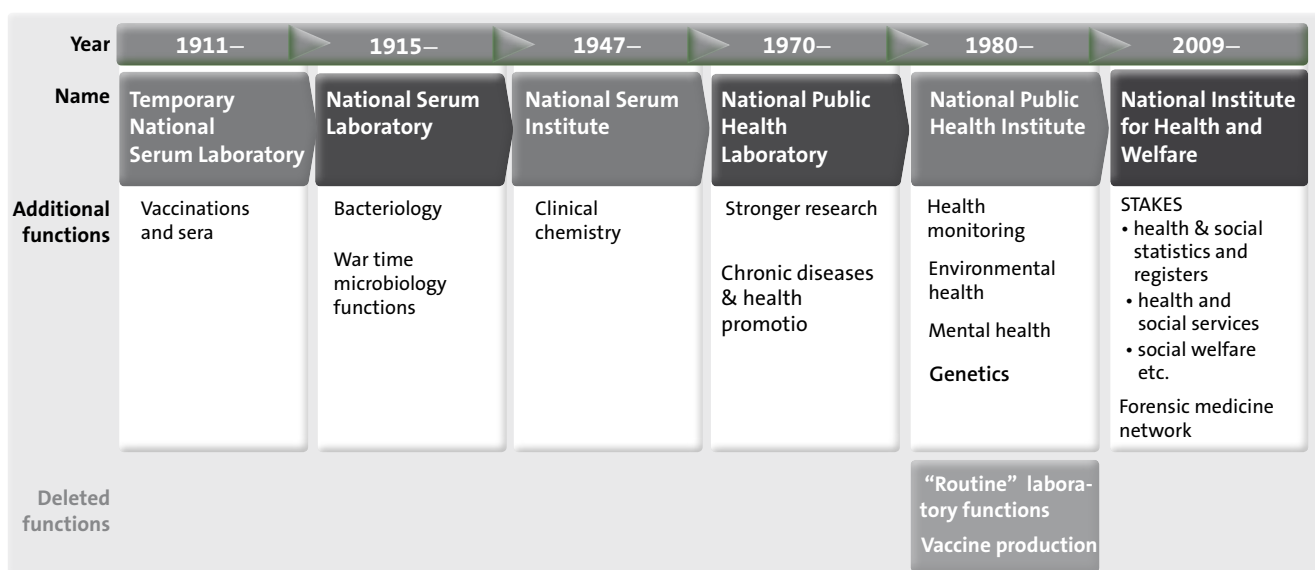 Year
1911–
1915–
1947–
1970–
1980–
2009–
Name
Temporary
National
Serum Laboratory
National Serum
Laboratory
National Serum
Institute
National Public
Health
Laboratory
National Public
Health Institute
National Institute
for Health and
Welfare
Additional
functions
Vaccinations
and sera
Bacteriology
War time
microbiology
functions
Clinical
chemistry
Stronger research
Chronic diseases
& health
promotio
Health
monitoring
Environmental
health
Mental health
Genetics
STAKES
• health & social
statistics and
registers
• health and
social services
• social welfare
etc.
Forensic medicine
network
Deleted
functions
“Routine” labora-
tory functions
Vaccine production